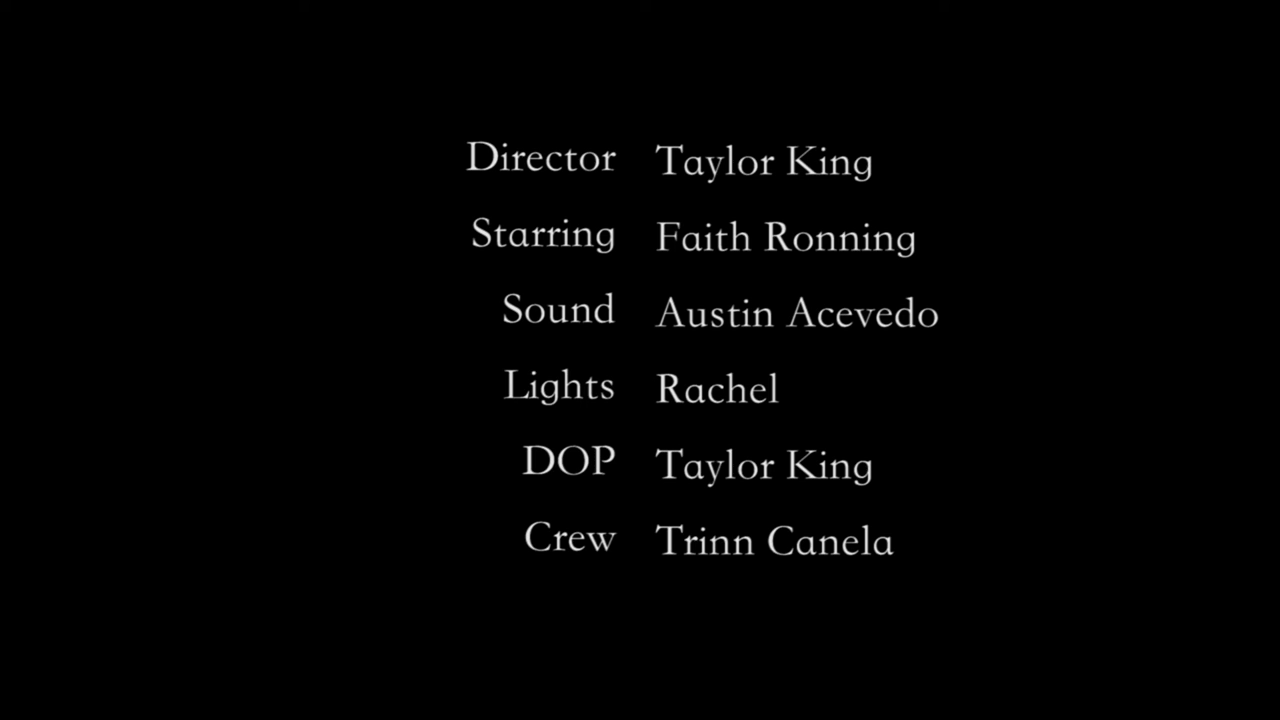 Director Taylor King
Starring Faith Ronning
Sound Austin Acevedo
Lights Rachel
DOP Taylor King
Crew Trinn Canela